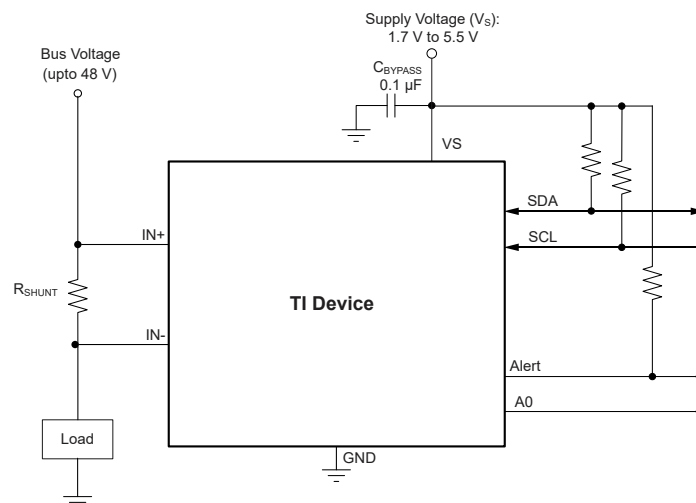 Supply Voltage (VS):
1.7 V to 5.5 V
Bus Voltage
(upto 48 V)
CBYPASS
0.1 µF
VS
SDA
IN+
SCL
RSHUNT
TI Device
IN-
Alert
A0
Load
GND